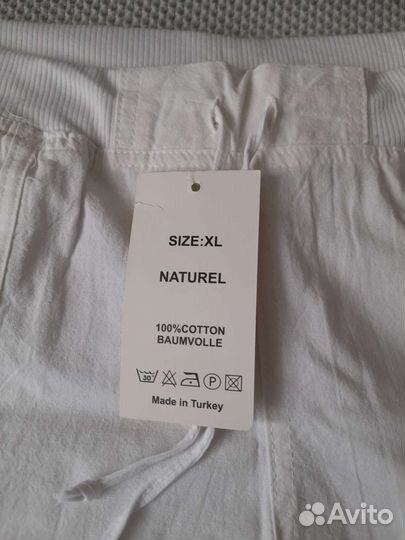 SIZE:XL
NATUREL
100%COTTON
BAUMVOLLE
30
P
Made in Turkey
Avito